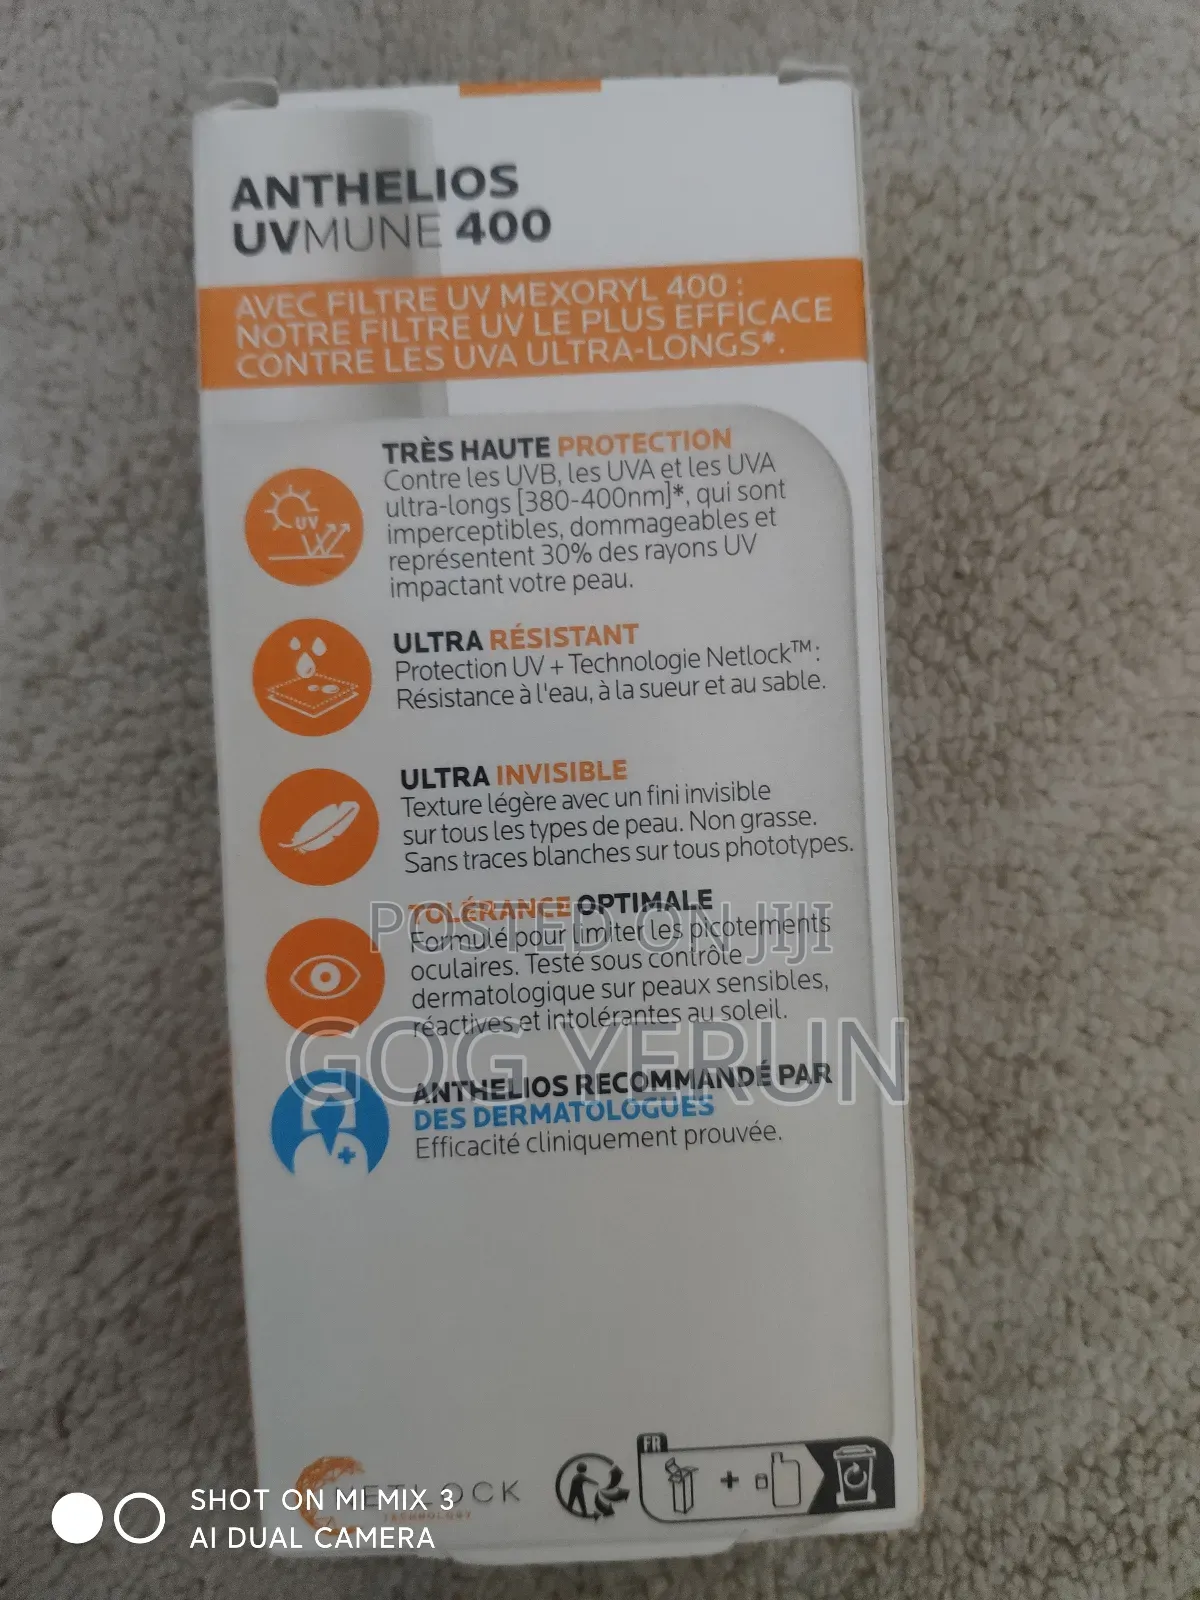 ANTHELIOS
UVMUNE 400
AVEC FILTRE UV MEXORYL 400 :
NOTRE FILTRE UV LE PLUS EFFICACE
CONTRE LES UVA ULTRA-LONGS*.
TRÈS HAUTE PROTECTION
Contre les UVB, les UVA et les UVA
ultra-longs [380-400nm]*, qui sont
imperceptibles, dommageables et
représentent 30% des rayons UV
impactant votre peau.
UV
ULTRA RÉSISTANT
Protection UV + Technologie Netlock™:
Résistance à l'eau, à la sueur et au sable.
ULTRA INVISIBLE
Texture légère avec un fini invisible
sur tous les types de peau. Non grasse.
Sans traces blanches sur tous phototypes.
TOLÉRANCE OPTIMALE
Formulé pour limiter les picotements
oculaires. Testé sous contrôle
dermatologique sur peaux sensibles,
réactives et intolérantes au soleil.
POSTED ON JIJI
GOG YERUN
ANTHELIOS RECOMMANDÉ PAR
DES DERMATOLOGUES
Efficacité cliniquement prouvée.
FR
TECHNOLOGY
SHOT ON MI MIX 3
AI DUAL CAMERA